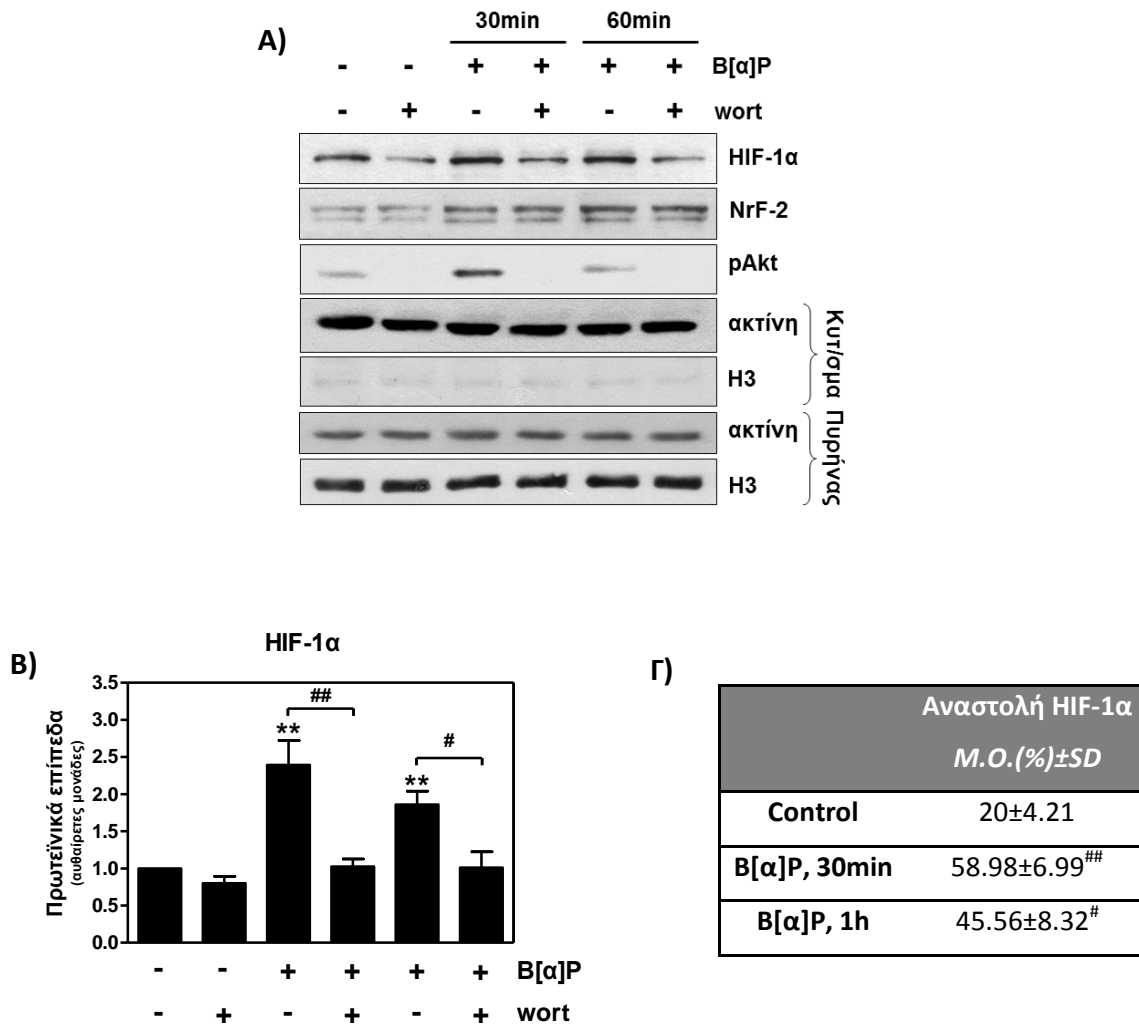 A)
30min 60min
- - + + + + B[α]P
- + - + - + wort
HIF-1α
NrF-2
pAkt
ακτίνη
H3
Κυτ/σμα
ακτίνη
H3
Πυρήνας
B)
HIF-1α
Πρωτεϊνικά επίπεδα
(αυθαίρετες μονάδες)
3.5
3.0
2.5
2.0
1.5
1.0
0.5
0.0
**
##
**
#
- - + + + + B[α]P
- + - + - + wort
Γ)
Αναστολή HIF-1α
M.O.(%)±SD
Control 20±4.21
B[α]P, 30min 58.98±6.99##
B[α]P, 1h 45.56±8.32#